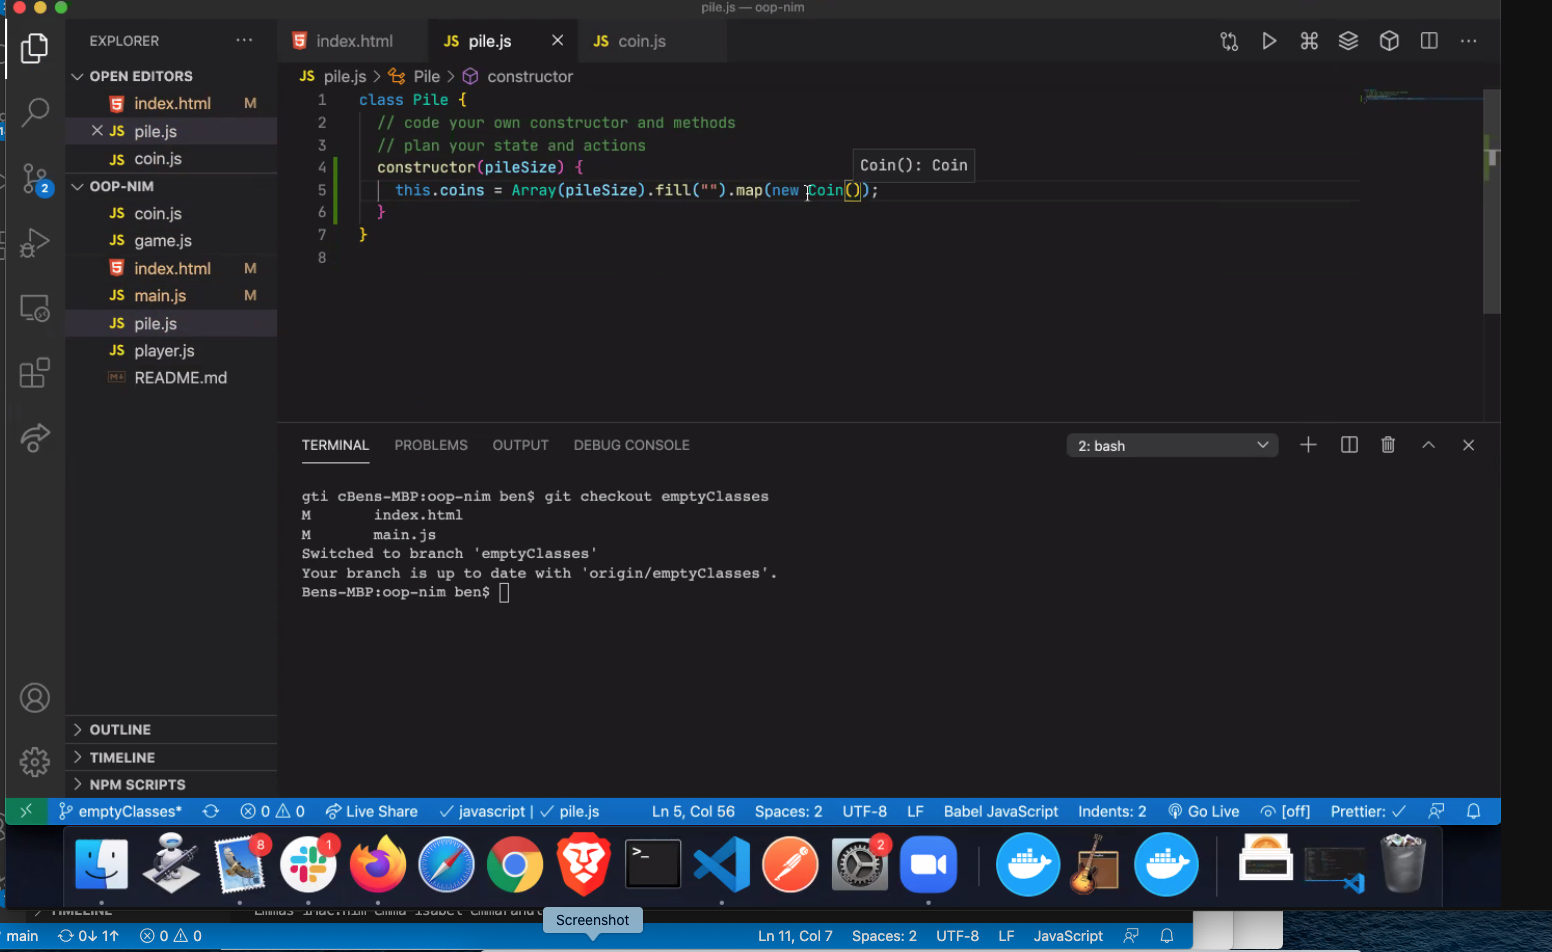 pile.js — oop-nim
EXPLORER
index.html
JS pile.js
JS coin.js
OPEN EDITORS
index.html M
JS pile.js
JS coin.js
OOP-NIM
JS coin.js
JS game.js
index.html M
JS main.js M
JS pile.js
JS player.js
README.md
OUTLINE
TIMELINE
NPM SCRIPTS
2
JS pile.js > Pile > constructor
1 class Pile {
2 // code your own constructor and methods
3 // plan your state and actions
4 constructor(pileSize) {
Coin(): Coin
5 this.coins = Array(pileSize).fill("").map(new Coin());
6 }
7 }
8
TERMINAL PROBLEMS OUTPUT DEBUG CONSOLE
2: bash
gti cBens-MBP:oop-nim ben$ git checkout emptyClasses
M index.html
M main.js
Switched to branch 'emptyClasses'
Your branch is up to date with 'origin/emptyClasses'.
Bens-MBP:oop-nim ben$
emptyClasses* 0 0 Live Share javascript | pile.js Ln 5, Col 56 Spaces: 2 UTF-8 LF Babel JavaScript Indents: 2 Go Live [off] Prettier:
8 1 >_ 2
Screenshot
main 0↓ 1↑ 0 0 Ln 11, Col 7 Spaces: 2 UTF-8 LF JavaScript